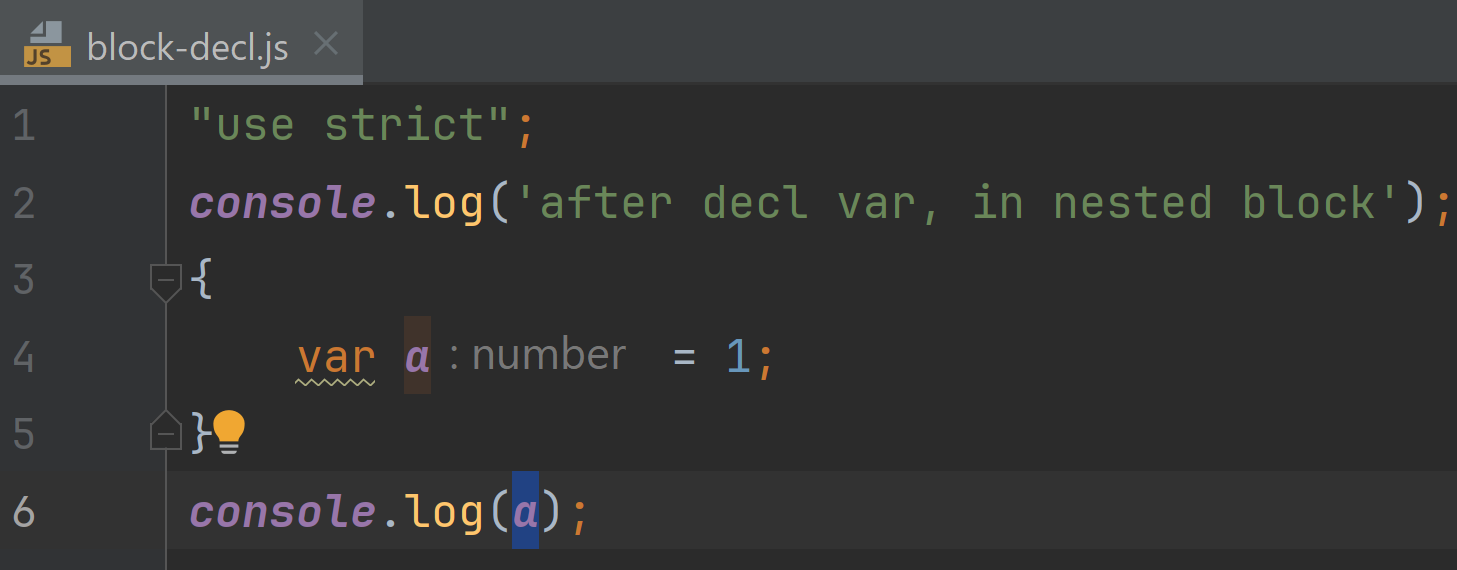 JS block-decl.js
1 "use strict";
2 console.log('after decl var, in nested block');
3 {
4 var a : number = 1;
5 }
6 console.log(a);